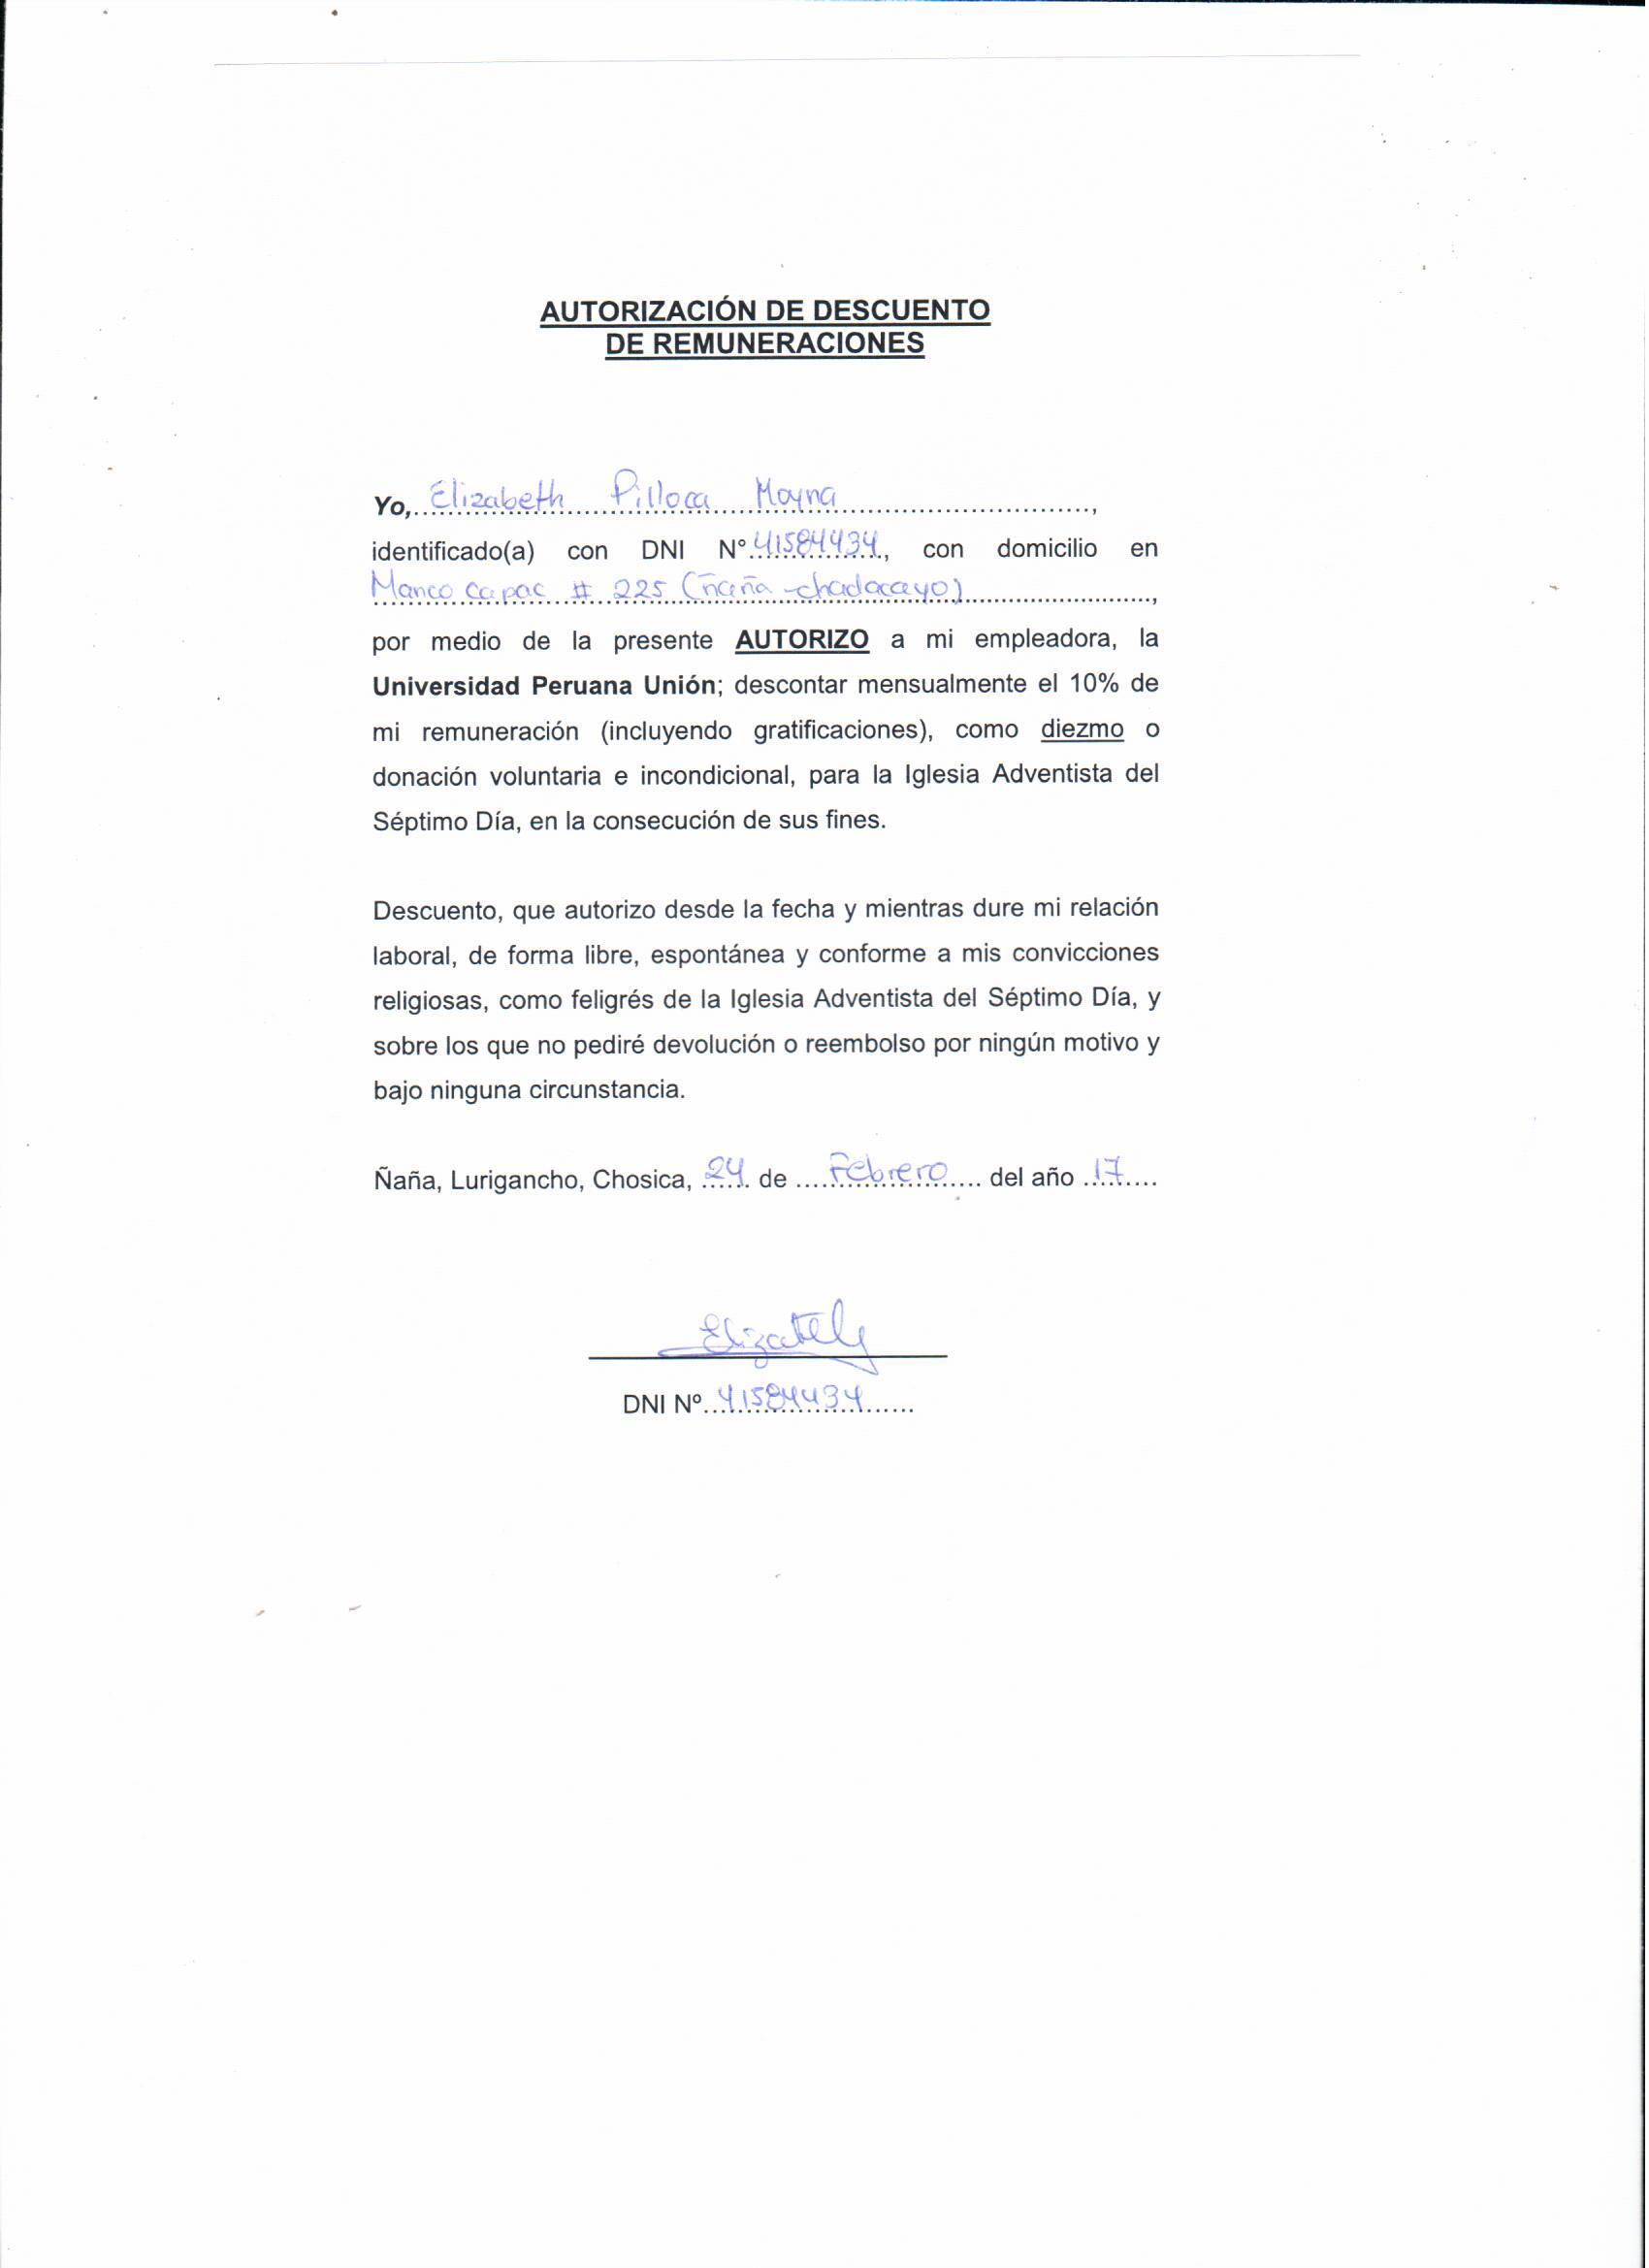 AUTORIZACIÓN DE DESCUENTO
DE REMUNERACIONES
Yo, Elizabeth Pilloca Mayna,
identificado(a) con DNI N° 41584434, con domicilio en
Manco Capac # 225 (ñaña - chadacayo),
por medio de la presente AUTORIZO a mi empleadora, la
Universidad Peruana Unión; descontar mensualmente el 10% de
mi remuneración (incluyendo gratificaciones), como diezmo o
donación voluntaria e incondicional, para la Iglesia Adventista del
Séptimo Día, en la consecución de sus fines.
Descuento, que autorizo desde la fecha y mientras dure mi relación
laboral, de forma libre, espontánea y conforme a mis convicciones
religiosas, como feligrés de la Iglesia Adventista del Séptimo Día, y
sobre los que no pediré devolución o reembolso por ningún motivo y
bajo ninguna circunstancia.
Ñaña, Lurigancho, Chosica, 24 de Febrero del año 17
DNI Nº 41584434